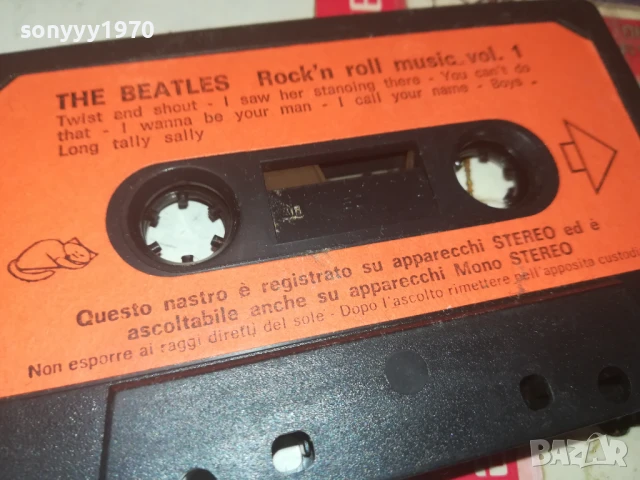 sonyyy1970
THE BEATLES Rock'n roll music vol. 1
Twist and shout - I saw her standing there - You can't do
that - I wanna be your man - I call your name - Boys -
Long tally sally
Questo nastro è registrato su apparecchi STEREO ed è
ascoltabile anche su apparecchi Mono STEREO
Non esporre ai raggi diretti del sole - Dopo l'ascolto rimettere nell'apposita custod
BAZAR